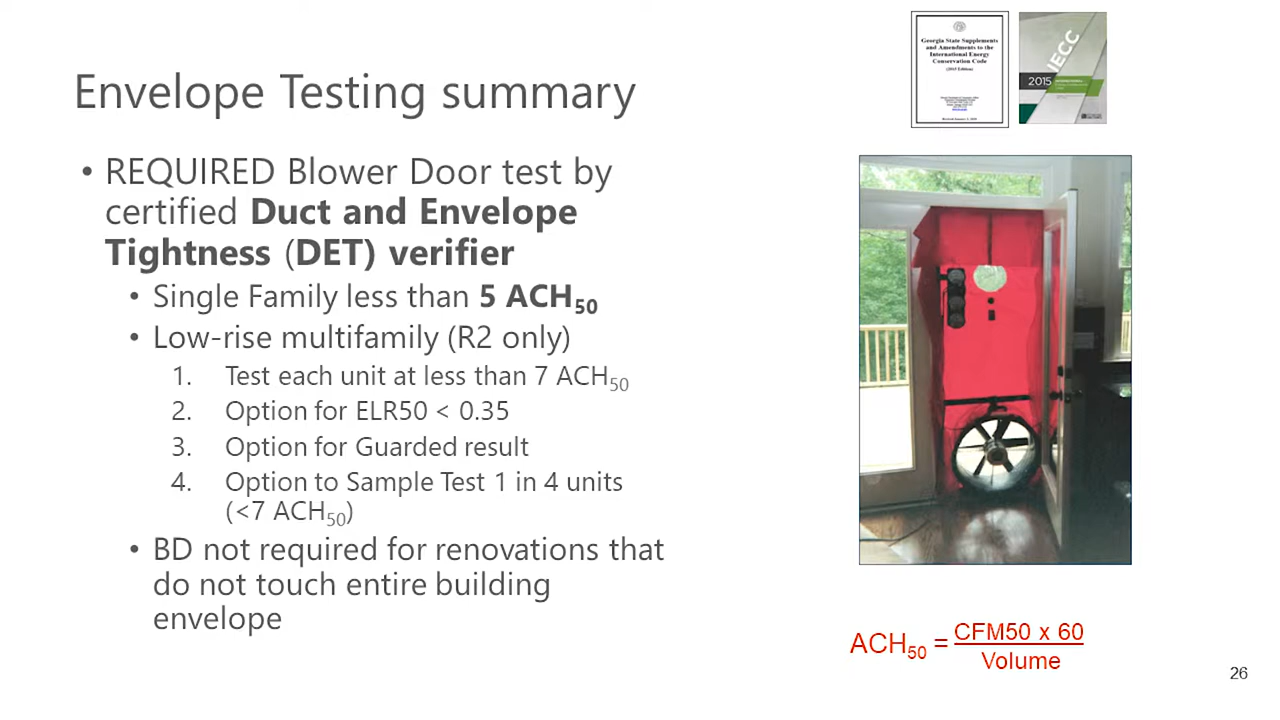 Georgia State Supplements
and Amendments to the
International Energy
Conservation Code
(2015 Edition)
IECC
2015
Envelope Testing summary
• REQUIRED Blower Door test by
certified Duct and Envelope
Tightness (DET) verifier
• Single Family less than 5 ACH50
• Low-rise multifamily (R2 only)
1. Test each unit at less than 7 ACH50
2. Option for ELR50 < 0.35
3. Option for Guarded result
4. Option to Sample Test 1 in 4 units
(<7 ACH50)
• BD not required for renovations that
do not touch entire building
envelope
ACH50 = CFM50 x 60
Volume
26